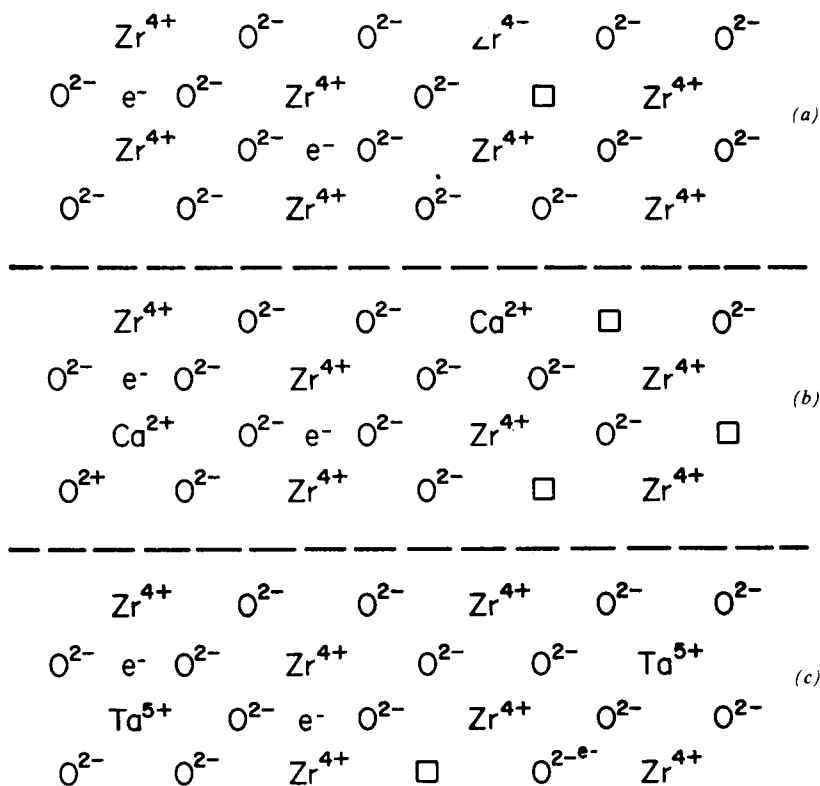 Zr⁴⁺ O²⁻ O²⁻ Zr⁴⁻ O²⁻ O²⁻
O²⁻ e⁻ O²⁻ Zr⁴⁺ O²⁻ □ Zr⁴⁺
(a)
Zr⁴⁺ O²⁻ e⁻ O²⁻ Zr⁴⁺ O²⁻ O²⁻
O²⁻ O²⁻ Zr⁴⁺ O²⁻ O²⁻ Zr⁴⁺
Zr⁴⁺ O²⁻ O²⁻ Ca²⁺ □ O²⁻
O²⁻ e⁻ O²⁻ Zr⁴⁺ O²⁻ O²⁻ Zr⁴⁺
(b)
Ca²⁺ O²⁻ e⁻ O²⁻ Zr⁴⁺ O²⁻ □
O²⁺ O²⁻ Zr⁴⁺ O²⁻ □ Zr⁴⁺
Zr⁴⁺ O²⁻ O²⁻ Zr⁴⁺ O²⁻ O²⁻
O²⁻ e⁻ O²⁻ Zr⁴⁺ O²⁻ O²⁻ Ta⁵⁺
(c)
Ta⁵⁺ O²⁻ e⁻ O²⁻ Zr⁴⁺ O²⁻ O²⁻
O²⁻ O²⁻ Zr⁴⁺ □ O²⁻e⁻ Zr⁴⁺